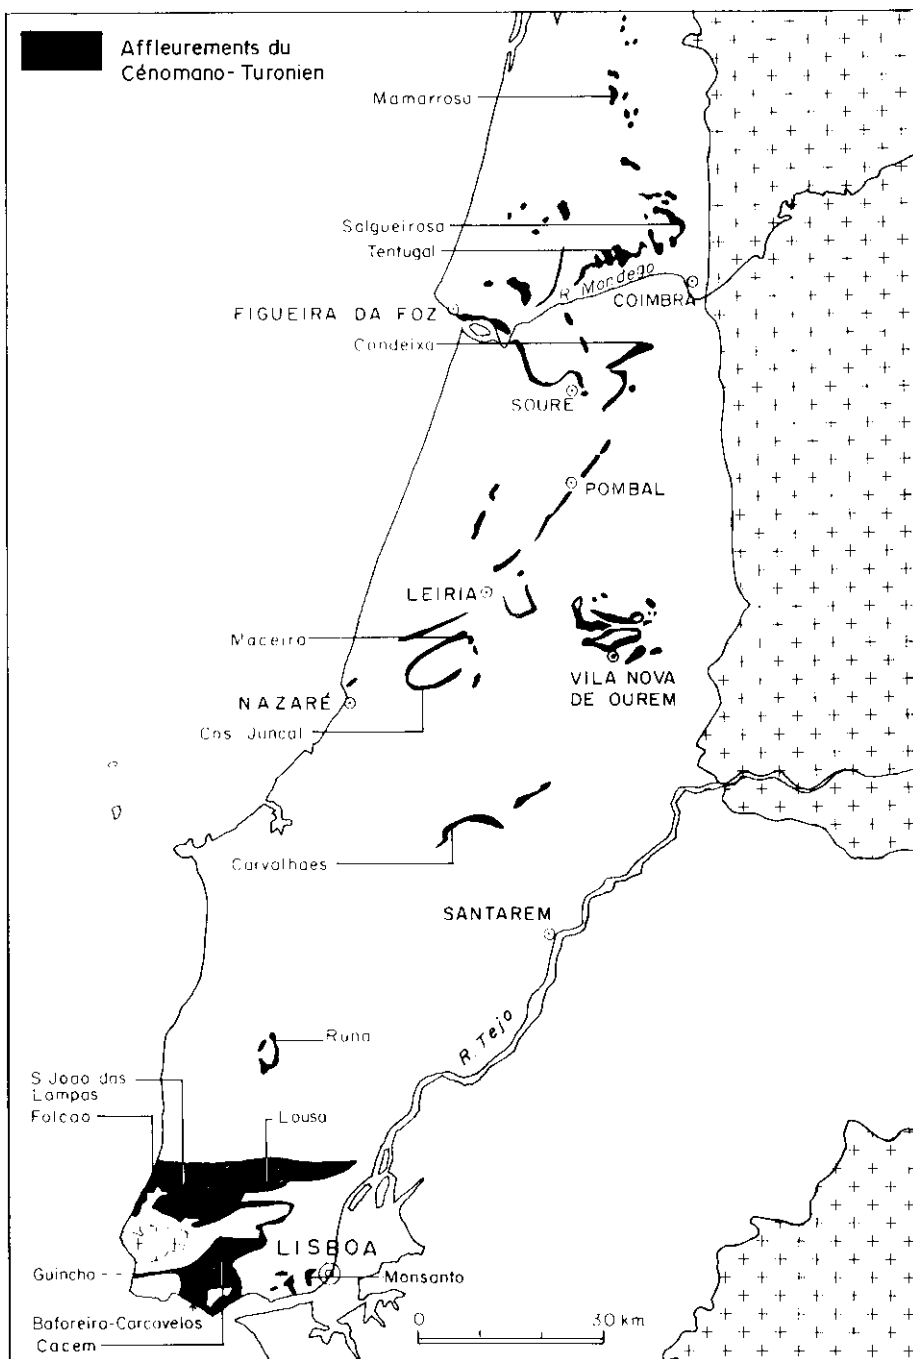 Affleurements du
Cénomano-Turonien
Mamarrosa
Salgueirosa
Tentugal
R. Mondego
COIMBRA
FIGUEIRA DA FOZ
Condeixa
SOURE
POMBAL
LEIRIA
Maceira
VILA NOVA
DE OUREM
NAZARÉ
Cos Juncal
Carvalhaes
SANTAREM
R. Tejo
Runa
S Joao das
Lampas
Falcao
Lousa
LISBOA
Guincho
Monsanto
Baforeira-Carcavelos
Cacem
0 30 km